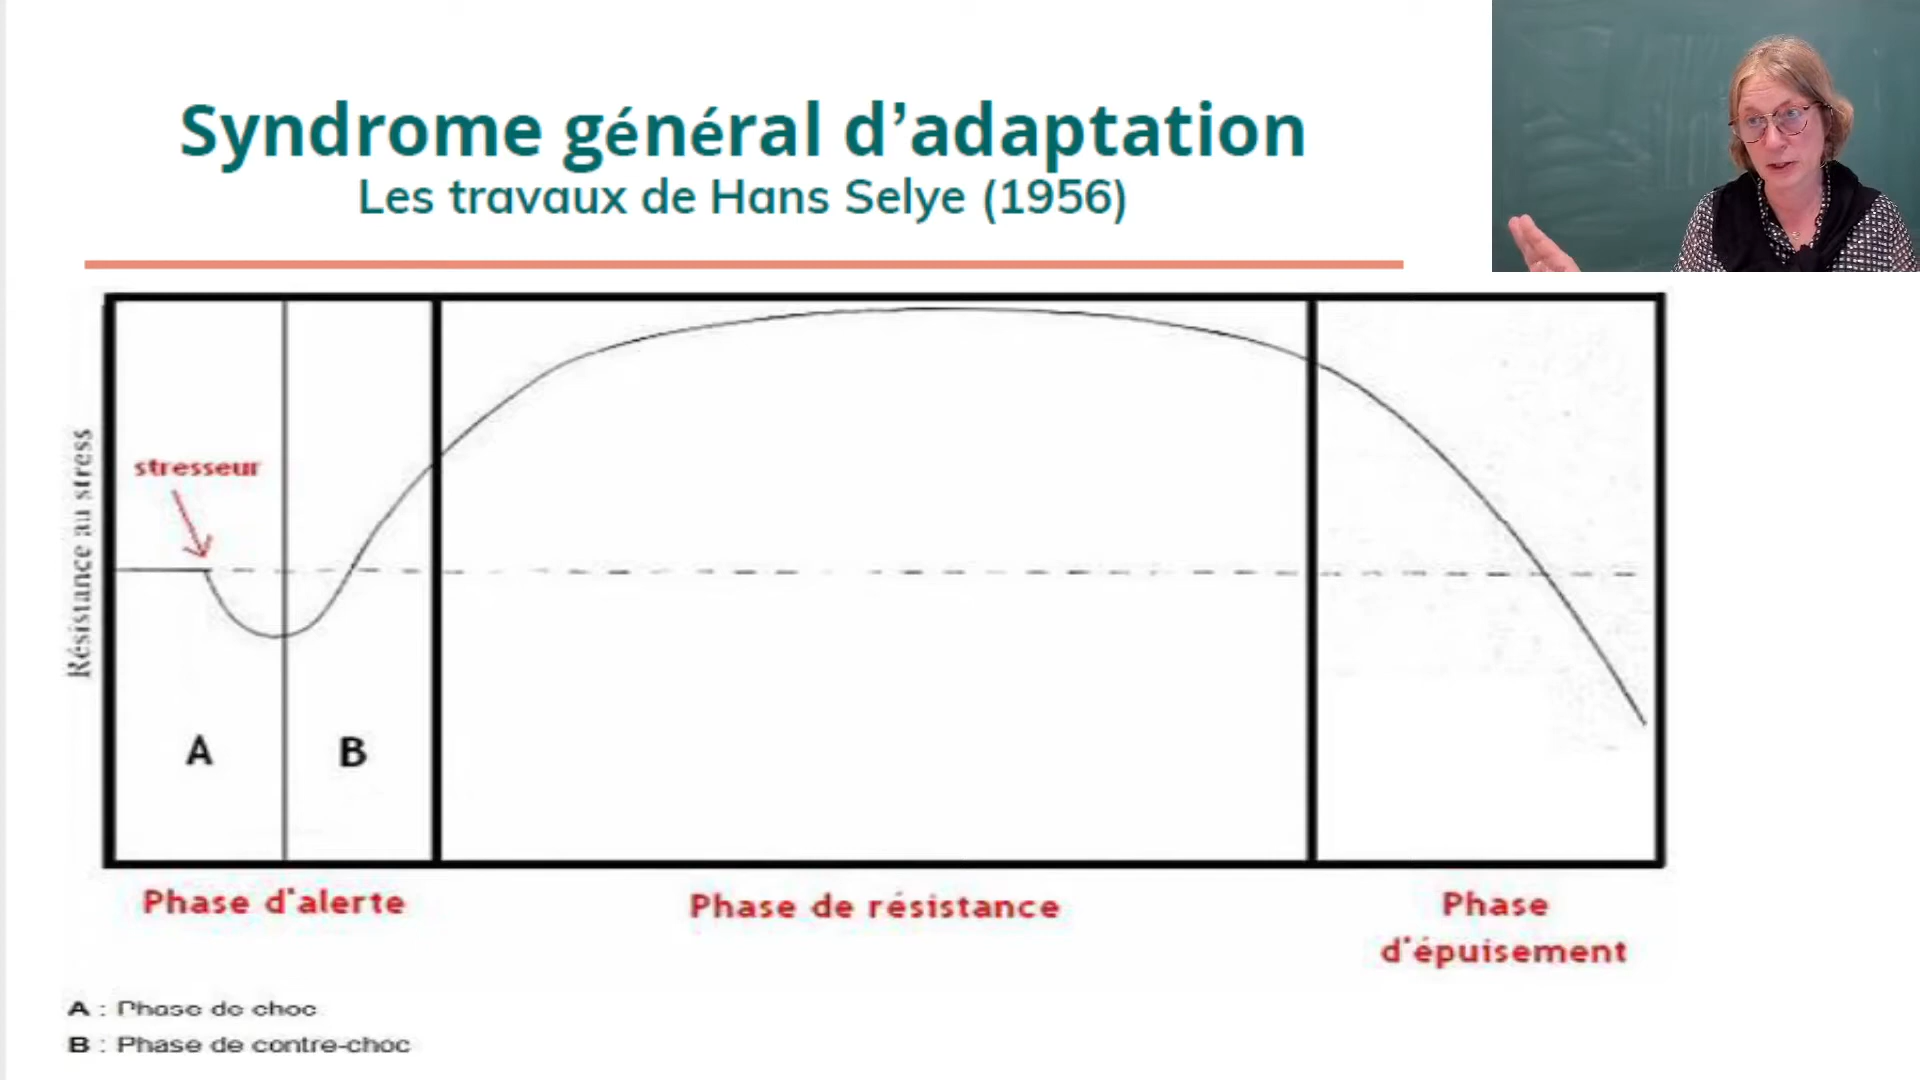 Syndrome général d’adaptation
Les travaux de Hans Selye (1956)
Résistance au stress
stresseur
A
B
Phase d'alerte
Phase de résistance
Phase
d'épuisement
A : Phase de choc
B : Phase de contre-choc